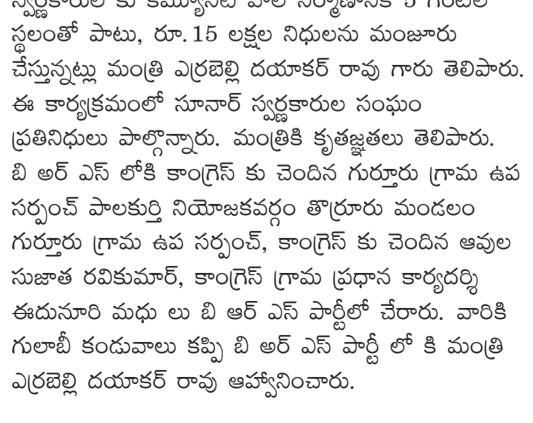 స్వర్ణకారుల కు కమ్యూనిటీ హాల్ నిర్మాణానికి 5 గుంటల
స్థలంతో పాటు, రూ.15 లక్షల నిధులను మంజూరు
చేస్తున్నట్లు మంత్రి ఎర్రబెల్లి దయాకర్ రావు గారు తెలిపారు.
ఈ కార్యక్రమంలో సూనార్ స్వర్ణకారుల సంఘం
ప్రతినిధులు పాల్గొన్నారు. మంత్రికి కృతజ్ఞతలు తెలిపారు.
బి అర్ ఎస్ లోకి కాంగ్రెస్ కు చెందిన గుర్తూరు గ్రామ ఉప
సర్పంచ్ పాలకుర్తి నియోజకవర్గం తొర్రూరు మండలం
గుర్తూరు గ్రామ ఉప సర్పంచ్, కాంగ్రెస్ కు చెందిన ఆవుల
సుజాత రవికుమార్, కాంగ్రెస్ గ్రామ ప్రధాన కార్యదర్శి
ఈదునూరి మధు లు బి ఆర్ ఎస్ పార్టీలో చేరారు. వారికి
గులాబీ కండువాలు కప్పి బి అర్ ఎస్ పార్టీ లో కి మంత్రి
ఎర్రబెల్లి దయాకర్ రావు ఆహ్వానించారు.